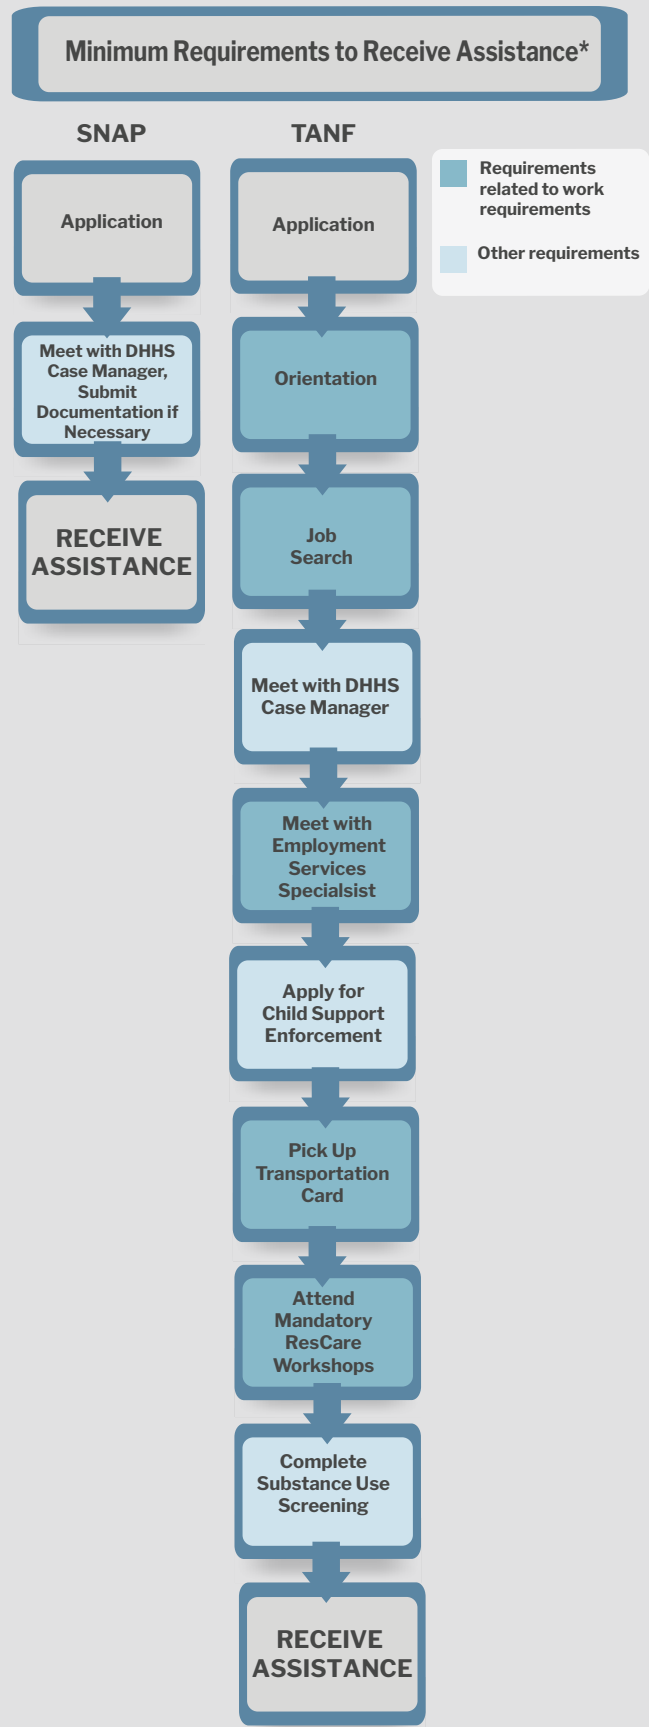 Minimum Requirements to Receive Assistance*
SNAP
Application
Meet with DHHS
Case Manager,
Submit
Documentation if
Necessary
RECEIVE
ASSISTANCE
TANF
Application
Orientation
Job
Search
Meet with DHHS
Case Manager
Meet with
Employment
Services
Specialsist
Apply for
Child Support
Enforcement
Pick Up
Transportation
Card
Attend
Mandatory
ResCare
Workshops
Complete
Substance Use
Screening
RECEIVE
ASSISTANCE
Requirements
related to work
requirements
Other requirements